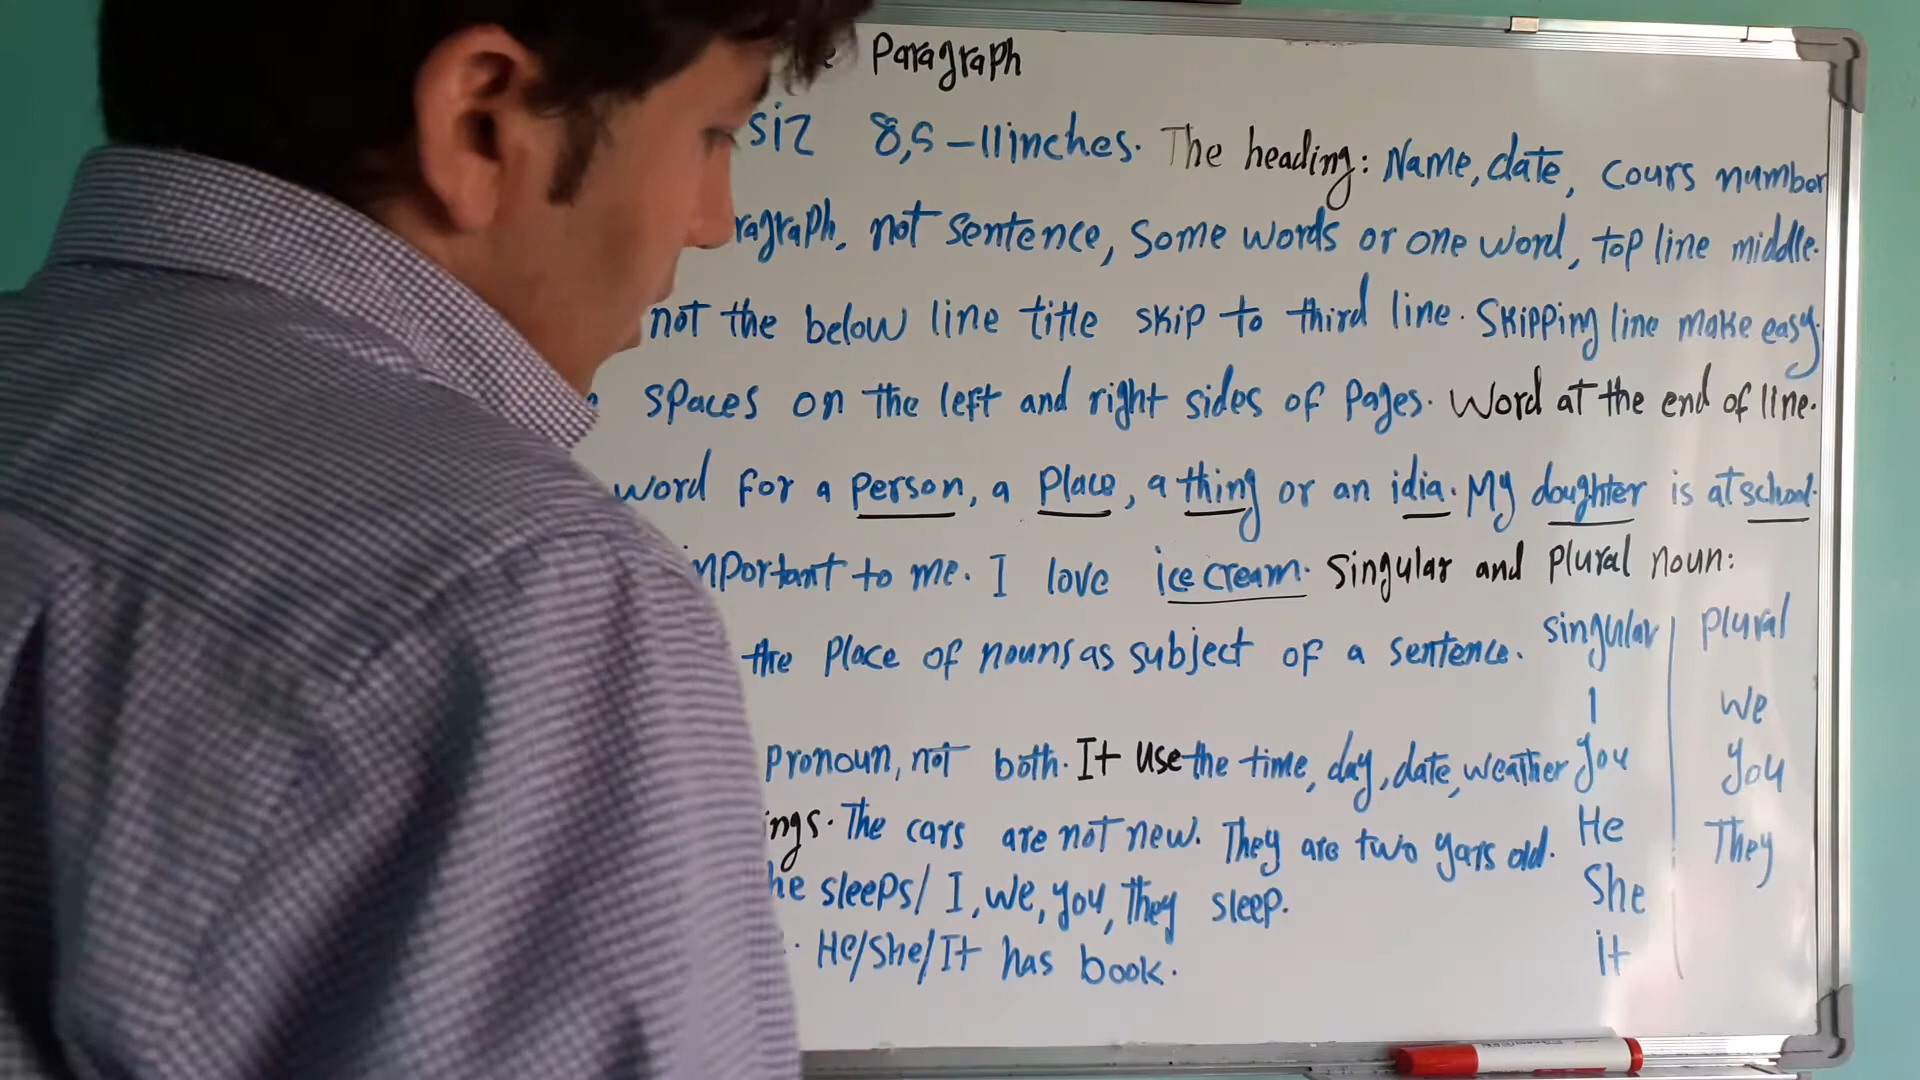 Paragraph
siz 8,5-11inches. The heading: Name, date, cours number
ragraph, not sentence, some words or one word, top line middle.
not the below line title skip to third line. Skipping line make easy.
spaces on the left and right sides of pages. Word at the end of line.
word for a person, a place, a thing or an idia. My doughter is at school.
important to me. I love ice cream. Singular and plural noun:
the place of nouns as subject of a sentence. singular plural
I We
pronoun, not both. It use the time, day, date, weather you you
ings. The cars are not new. They are two yars old. He They
he sleeps/ I, we, you, they sleep. She
He/She/It has book. it